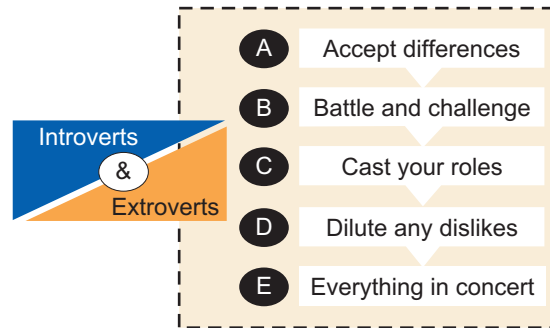 Introverts
&
Extroverts
A Accept differences
B Battle and challenge
C Cast your roles
D Dilute any dislikes
E Everything in concert